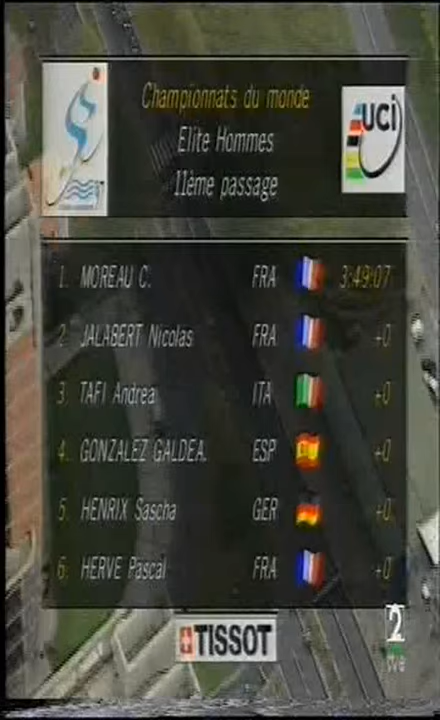 Championnats du monde
Elite Hommes
11ème passage
UCI
1. MOREAU C. FRA 3:49:07
2. JALABERT Nicolas FRA +0
3. TAFI Andrea ITA +0
4. GONZALEZ GALDEA. ESP +0
5. HENRIX Sascha GER +0
6. HERVE Pascal FRA +0
TISSOT
2
tve